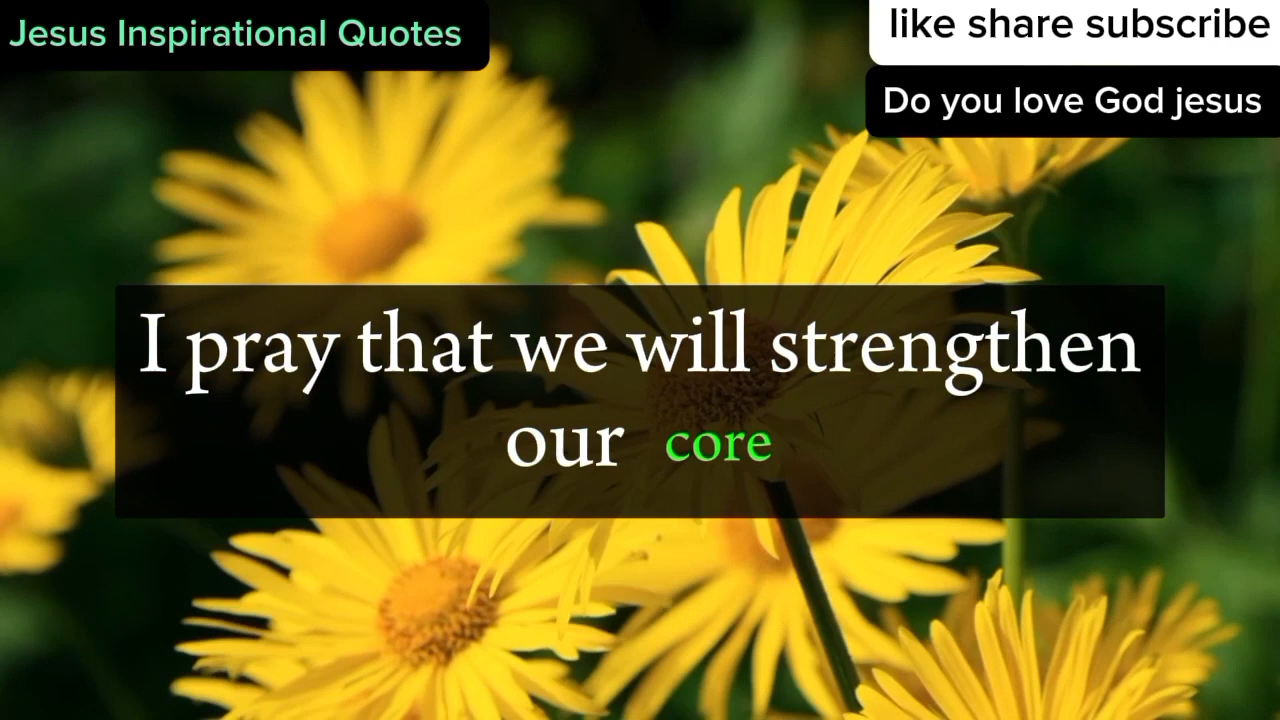 Jesus Inspirational Quotes
like share subscribe
Do you love God jesus
I pray that we will strengthen
our core